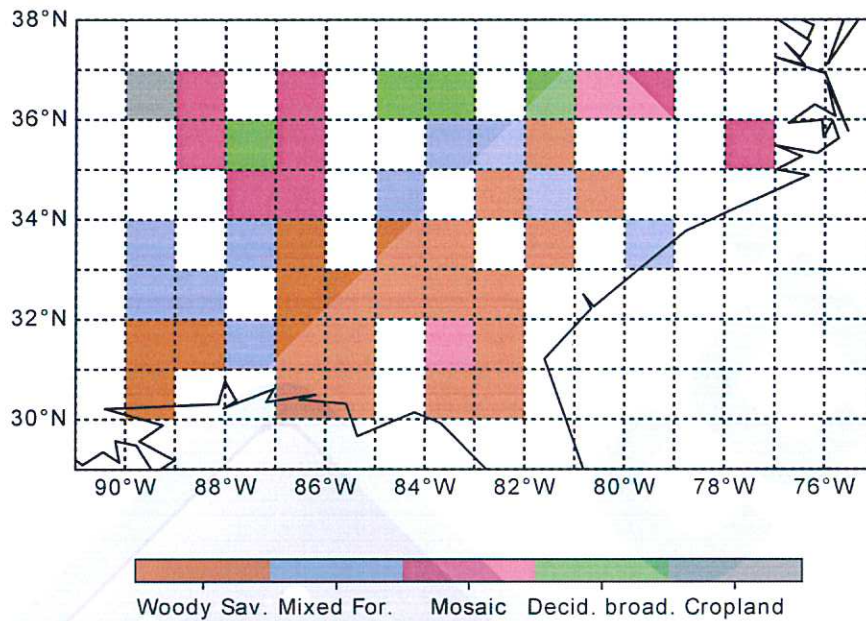 38°N
36°N
34°N
32°N
30°N
90°W 88°W 86°W 84°W 82°W 80°W 78°W 76°W
Woody Sav. Mixed For. Mosaic Decid. broad. Cropland